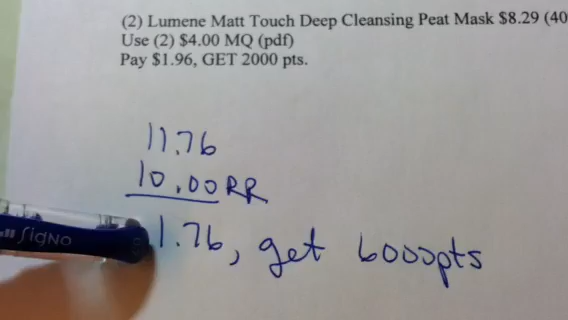 (2) Lumene Matt Touch Deep Cleansing Peat Mask $8.29 (40
Use (2) $4.00 MQ (pdf)
Pay $1.96, GET 2000 pts.
11.76
10.00RR
1.76, get 6000pts
signo